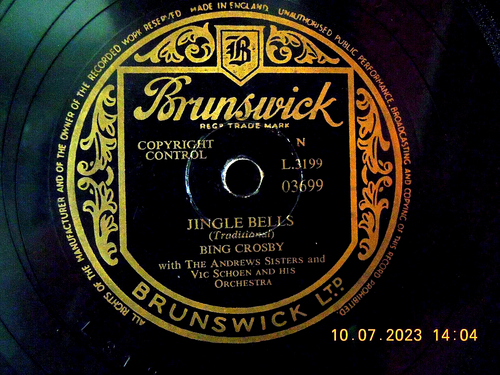 ALL RIGHTS OF THE MANUFACTURER AND OF THE OWNER OF THE RECORDED WORK RESERVED
MADE IN ENGLAND.
UNAUTHORISED PUBLIC PERFORMANCE, BROADCASTING AND COPYING OF THE RECORD PROHIBITED.
B
Brunswick
REGD TRADE MARK
COPYRIGHT
CONTROL
N
L.3199
03699
JINGLE BELLS
(Traditional)
BING CROSBY
with THE ANDREWS SISTERS and
VIC SCHOEN AND HIS
ORCHESTRA
BRUNSWICK LTD
10.07.2023 14:04